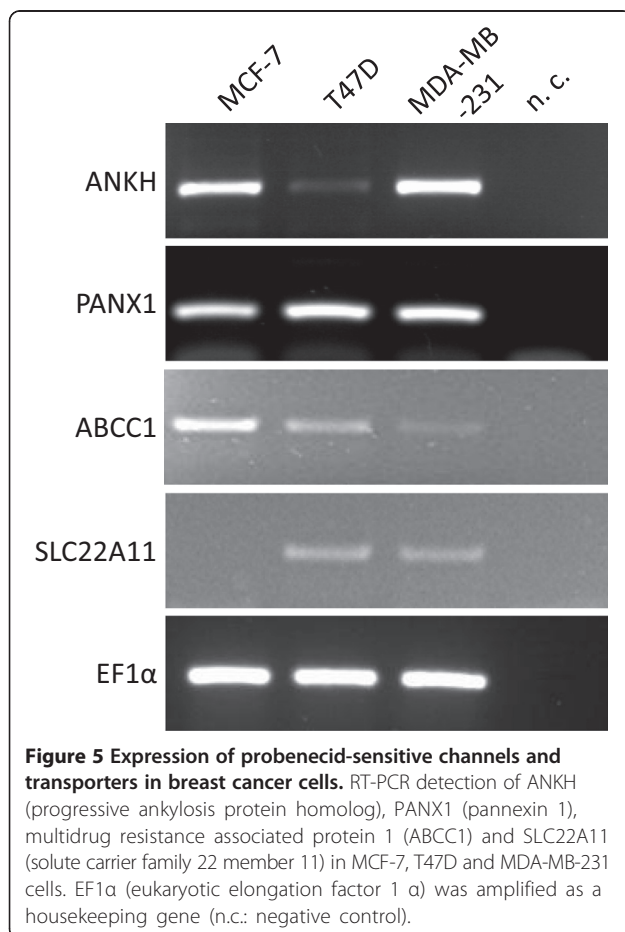 MCF-7 T47D MDA-MB
-231 n. c.
ANKH
PANX1
ABCC1
SLC22A11
EF1α
Figure 5 Expression of probenecid-sensitive channels and
transporters in breast cancer cells. RT-PCR detection of ANKH
(progressive ankylosis protein homolog), PANX1 (pannexin 1),
multidrug resistance associated protein 1 (ABCC1) and SLC22A11
(solute carrier family 22 member 11) in MCF-7, T47D and MDA-MB-231
cells. EF1α (eukaryotic elongation factor 1 α) was amplified as a
housekeeping gene (n.c.: negative control).